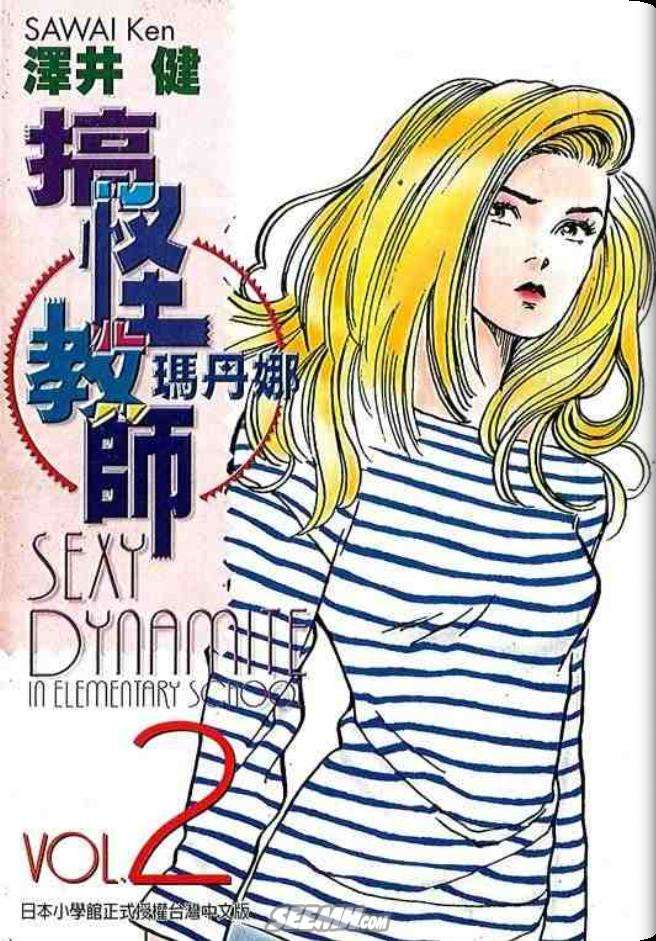 SAWAI Ken
澤井 健
搞怪教師
瑪丹娜
SEXY
DYNAMITE
IN ELEMENTARY SCHOOL
VOL.2
日本小學館正式授權台灣中文版
SEEMH.COM